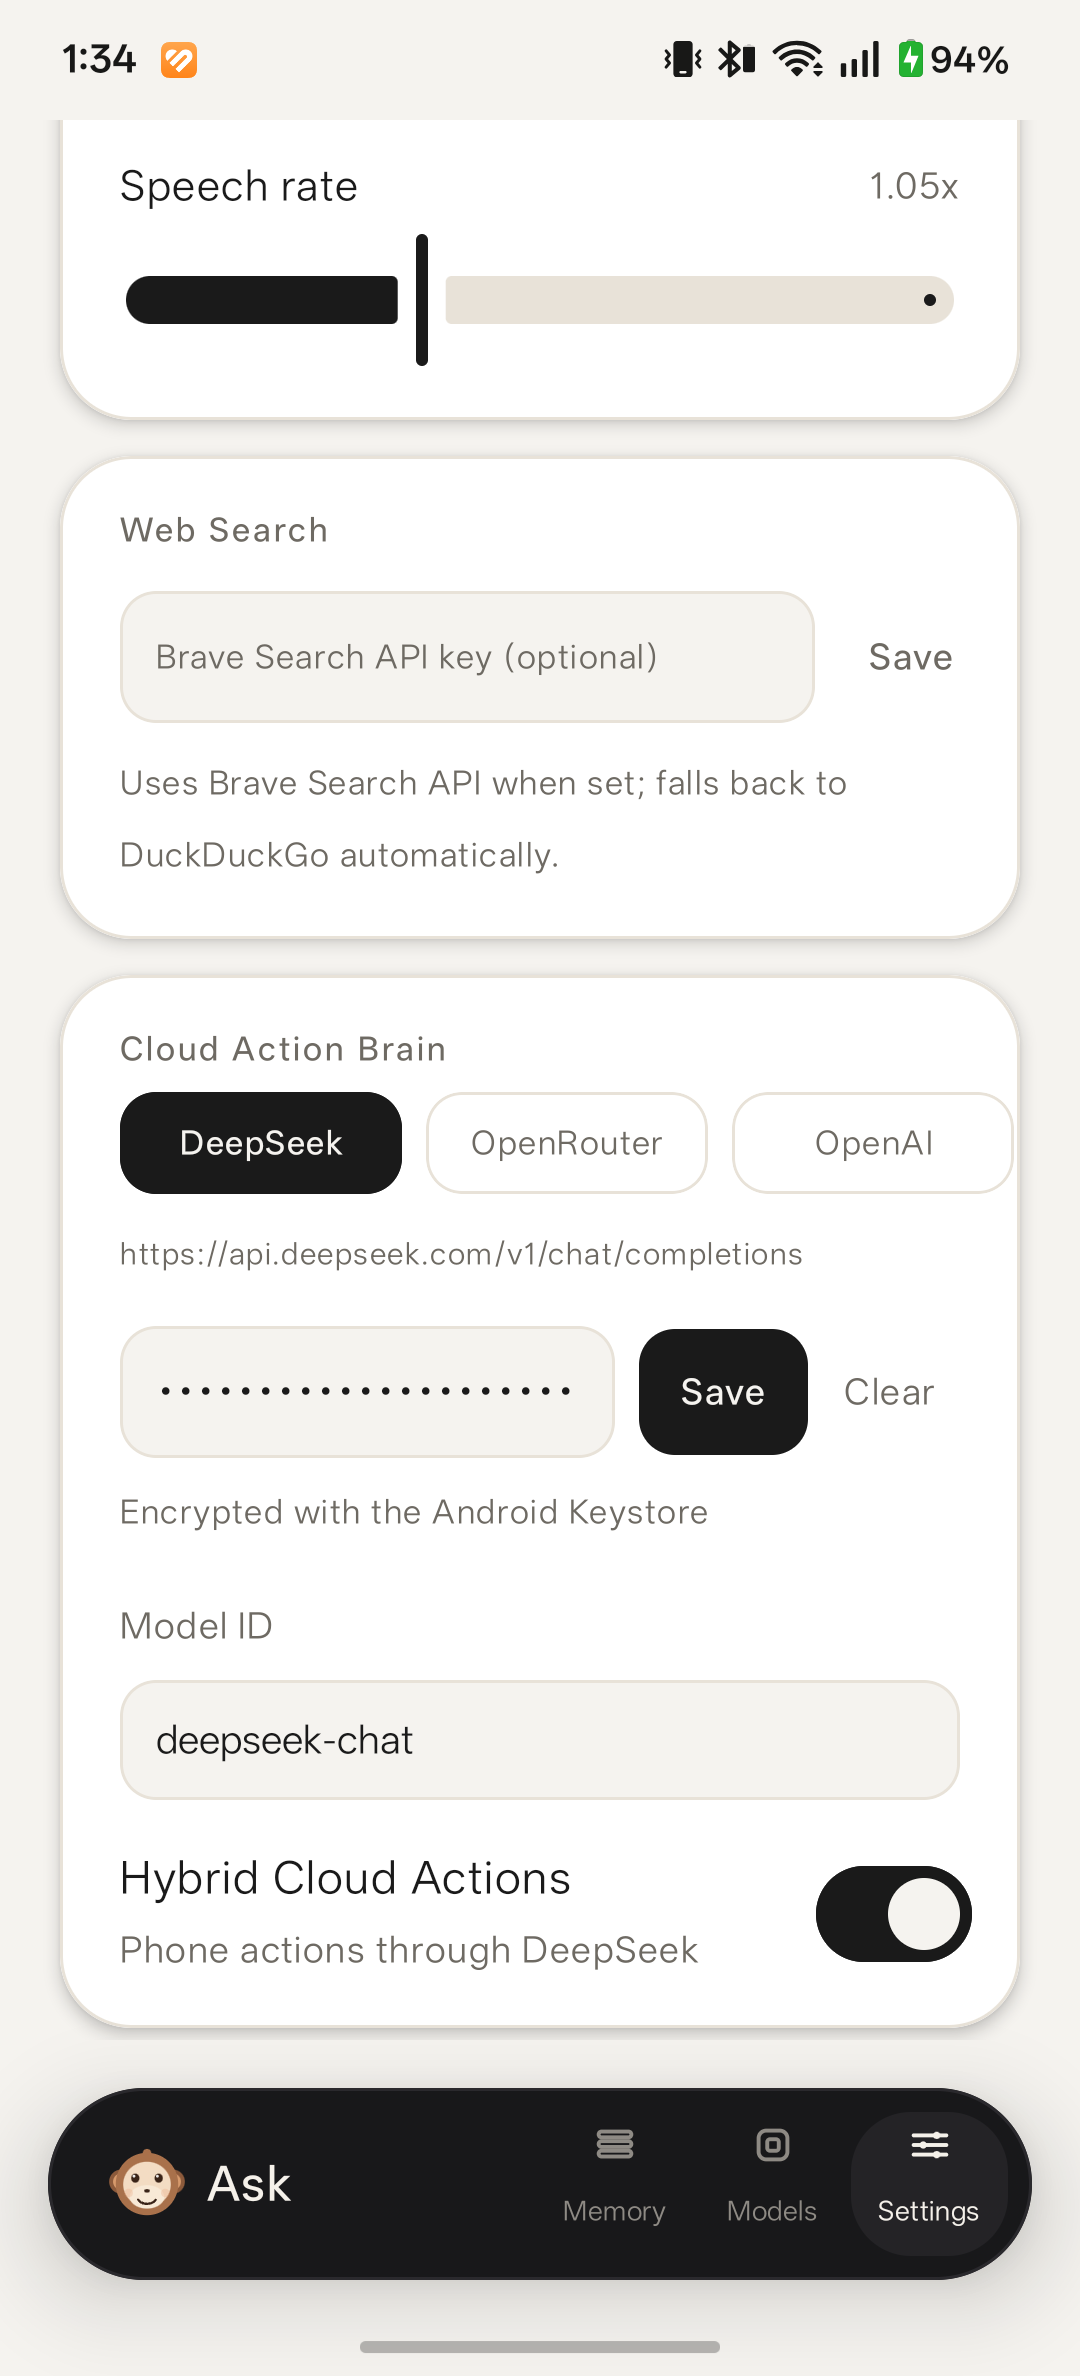 1:34
94%
Speech rate
1.05x
Web Search
Brave Search API key (optional)
Save
Uses Brave Search API when set; falls back to
DuckDuckGo automatically.
Cloud Action Brain
DeepSeek
OpenRouter
OpenAI
https://api.deepseek.com/v1/chat/completions
Save
Clear
Encrypted with the Android Keystore
Model ID
deepseek-chat
Hybrid Cloud Actions
Phone actions through DeepSeek
Ask
Memory
Models
Settings